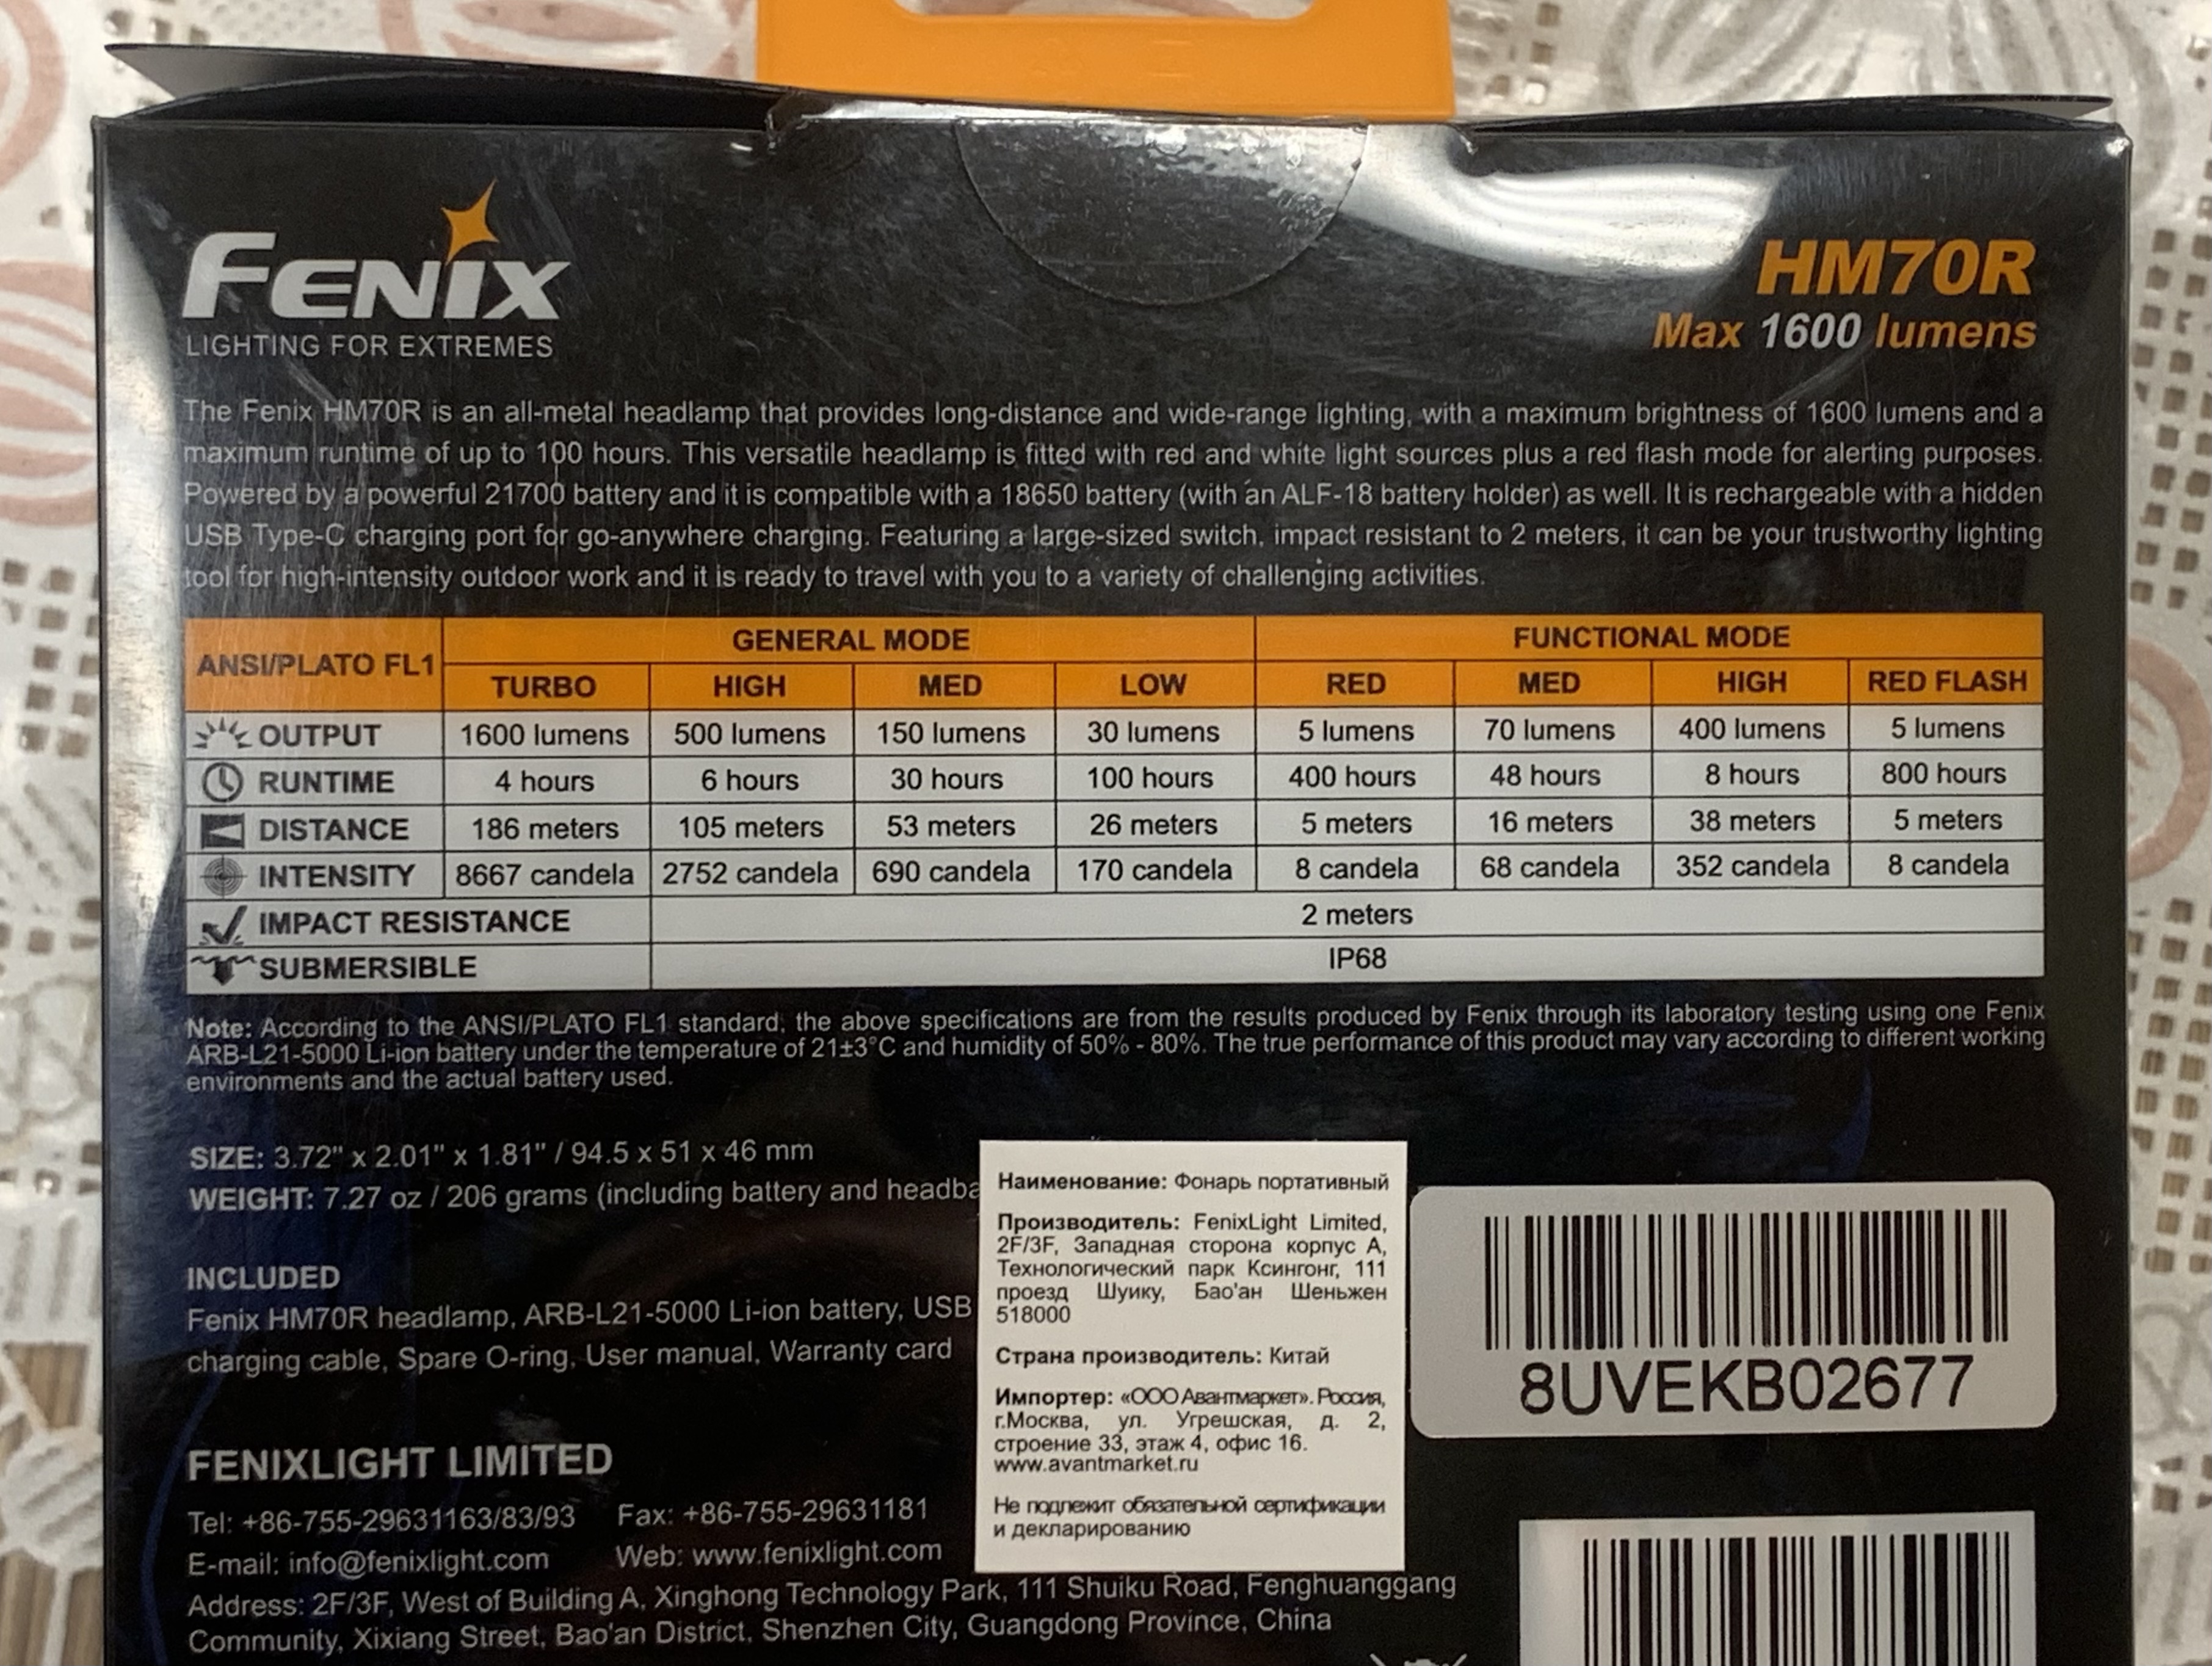 FENIX
LIGHTING FOR EXTREMES
HM70R
Max 1600 lumens
The Fenix HM70R is an all-metal headlamp that provides long-distance and wide-range lighting, with a maximum brightness of 1600 lumens and a
maximum runtime of up to 100 hours. This versatile headlamp is fitted with red and white light sources plus a red flash mode for alerting purposes.
Powered by a powerful 21700 battery and it is compatible with a 18650 battery (with an ALF-18 battery holder) as well. It is rechargeable with a hidden
USB Type-C charging port for go-anywhere charging. Featuring a large-sized switch, impact resistant to 2 meters, it can be your trustworthy lighting
tool for high-intensity outdoor work and it is ready to travel with you to a variety of challenging activities.
ANSI/PLATO FL1 GENERAL MODE FUNCTIONAL MODE
TURBO HIGH MED LOW RED MED HIGH RED FLASH
OUTPUT 1600 lumens 500 lumens 150 lumens 30 lumens 5 lumens 70 lumens 400 lumens 5 lumens
RUNTIME 4 hours 6 hours 30 hours 100 hours 400 hours 48 hours 8 hours 800 hours
DISTANCE 186 meters 105 meters 53 meters 26 meters 5 meters 16 meters 38 meters 5 meters
INTENSITY 8667 candela 2752 candela 690 candela 170 candela 8 candela 68 candela 352 candela 8 candela
IMPACT RESISTANCE 2 meters
SUBMERSIBLE IP68
Note: According to the ANSI/PLATO FL1 standard, the above specifications are from the results produced by Fenix through its laboratory testing using one Fenix
ARB-L21-5000 Li-ion battery under the temperature of 21±3°C and humidity of 50% - 80%. The true performance of this product may vary according to different working
environments and the actual battery used.
SIZE: 3.72" x 2.01" x 1.81" / 94.5 x 51 x 46 mm
WEIGHT: 7.27 oz / 206 grams (including battery and headba
INCLUDED
Fenix HM70R headlamp, ARB-L21-5000 Li-ion battery, USB
charging cable, Spare O-ring, User manual, Warranty card
FENIXLIGHT LIMITED
Tel: +86-755-29631163/83/93 Fax: +86-755-29631181
E-mail: info@fenixlight.com Web: www.fenixlight.com
Address: 2F/3F, West of Building A, Xinghong Technology Park, 111 Shuiku Road, Fenghuanggang
Community, Xixiang Street, Bao'an District, Shenzhen City, Guangdong Province, China
Наименование: Фонарь портативный
Производитель: FenixLight Limited,
2F/3F, Западная сторона корпус А,
Технологический парк Ксингонг, 111
проезд Шуику, Бао'ан Шеньжен
518000
Страна производитель: Китай
Импортер: «ООО Авантмаркет». Россия,
г.Москва, ул. Угрешская, д. 2,
строение 33, этаж 4, офис 16.
www.avantmarket.ru
Не подлежит обязательной сертификации
и декларированию
8UVEKB02677